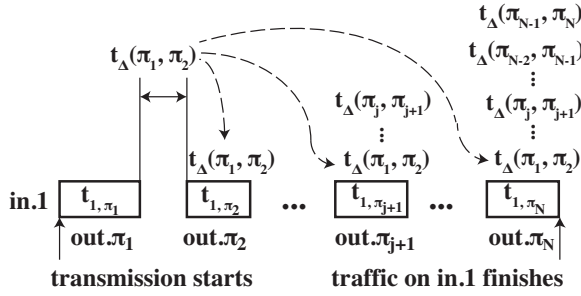 t_Δ(π_{N-1}, π_N)
t_Δ(π_1, π_2)
t_Δ(π_{N-2}, π_{N-1})
⋮
t_Δ(π_j, π_{j+1})
t_Δ(π_j, π_{j+1})
⋮
⋮
t_Δ(π_1, π_2)
t_Δ(π_1, π_2)
t_Δ(π_1, π_2)
in.1 t_{1, π_1} t_{1, π_2} ... t_{1, π_{j+1}} ... t_{1, π_N}
out.π_1 out.π_2 out.π_{j+1} out.π_N
transmission starts traffic on in.1 finishes